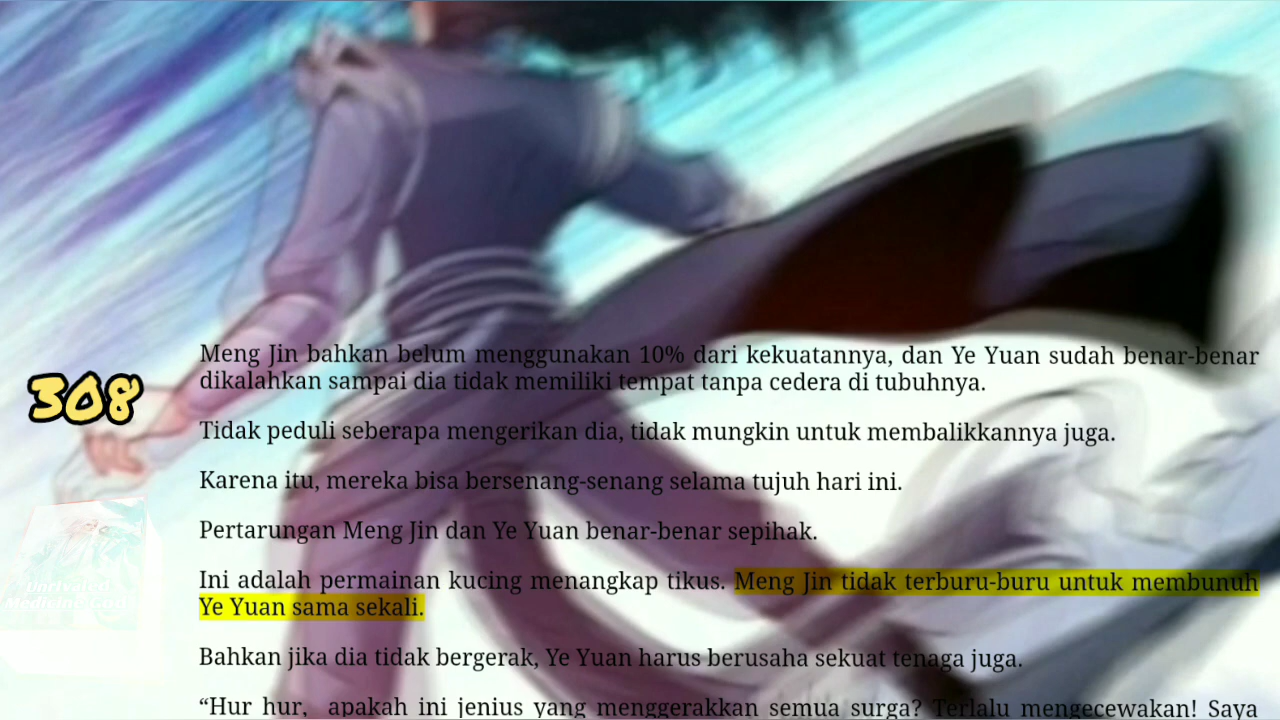 Meng Jin bahkan belum menggunakan 10% dari kekuatannya, dan Ye Yuan sudah benar-benar
dikalahkan sampai dia tidak memiliki tempat tanpa cedera di tubuhnya.
308
Tidak peduli seberapa mengerikan dia, tidak mungkin untuk membalikkannya juga.
Karena itu, mereka bisa bersenang-senang selama tujuh hari ini.
Pertarungan Meng Jin dan Ye Yuan benar-benar sepihak.
Ini adalah permainan kucing menangkap tikus. Meng Jin tidak terburu-buru untuk membunuh
Ye Yuan sama sekali.
Unrivaled
Medicine God
Bahkan jika dia tidak bergerak, Ye Yuan harus berusaha sekuat tenaga juga.
“Hur hur, apakah ini jenius yang menggerakkan semua surga? Terlalu mengecewakan! Saya